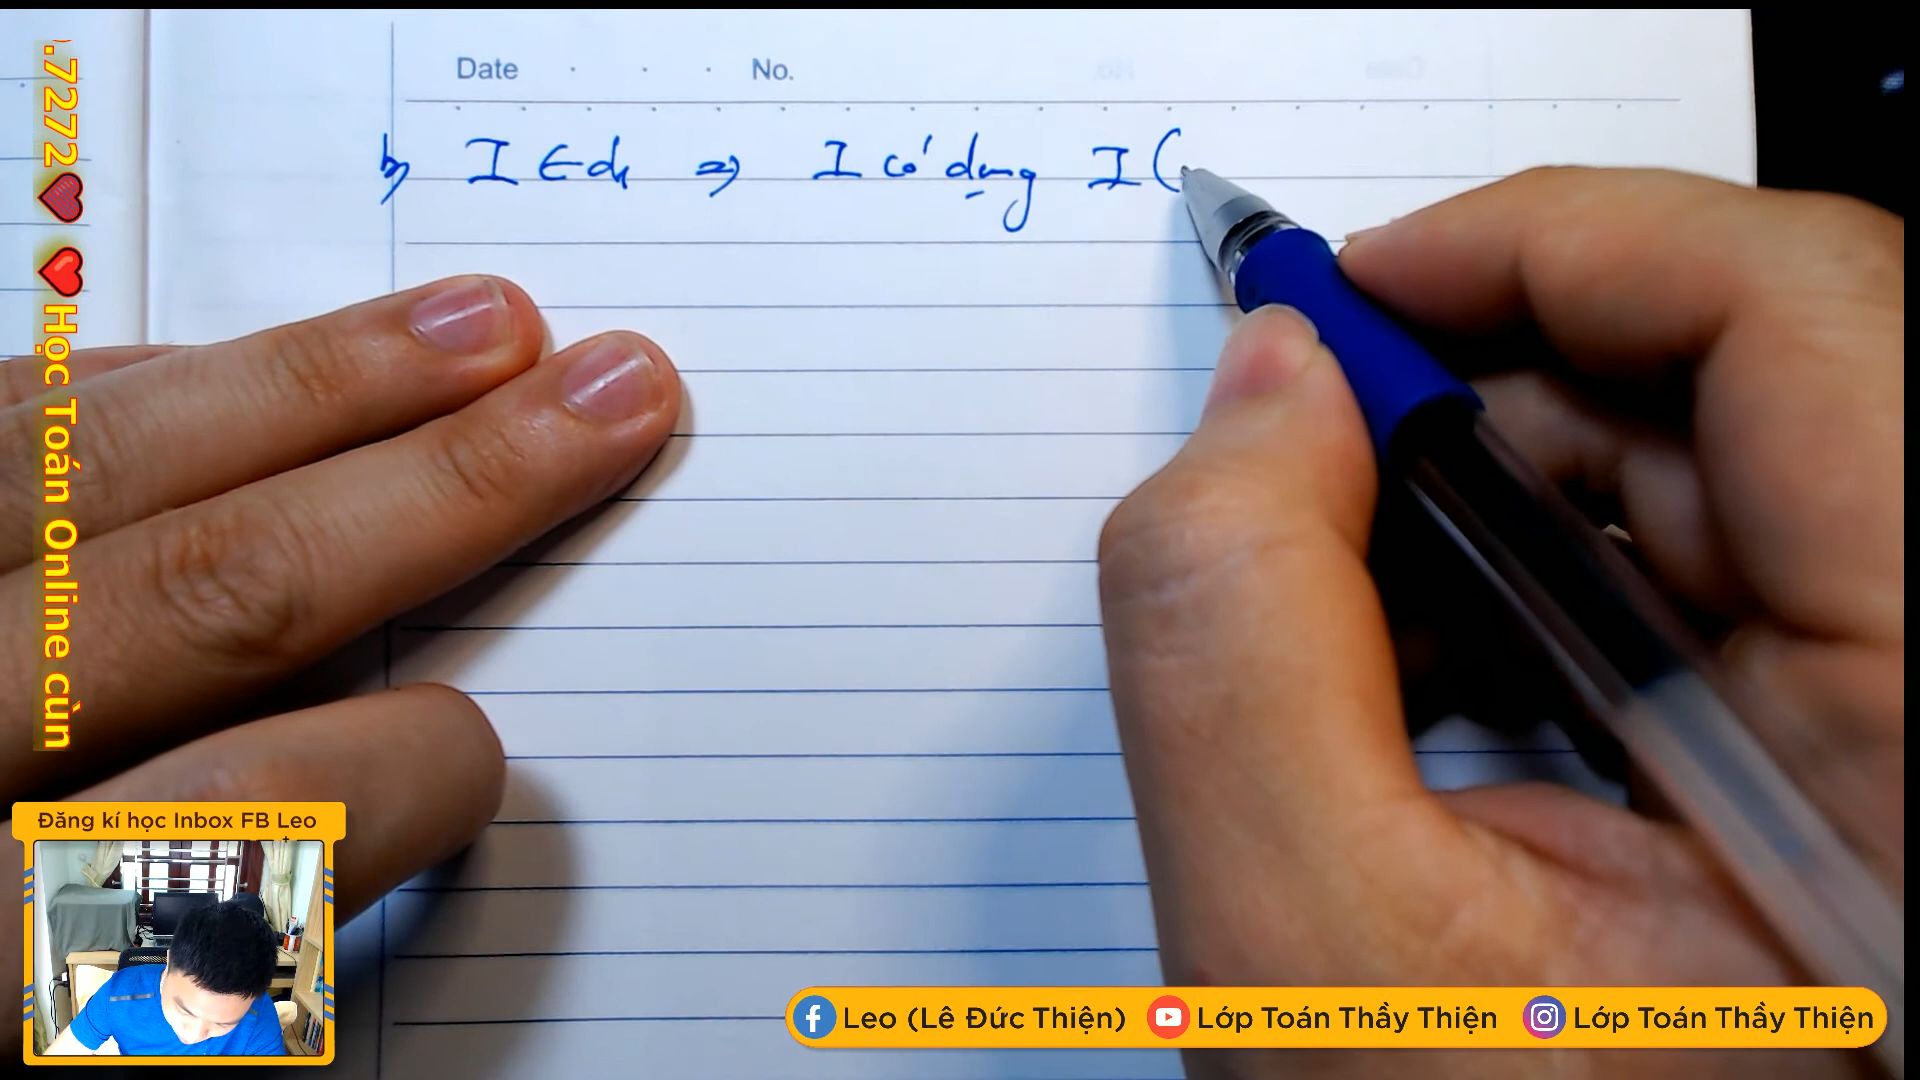 Date No.
b) I ∈ d₁ ⇒ I có dạng I (
.7272❤️ ❤️Học Toán Online cùn
Đăng kí học Inbox FB Leo
Leo (Lê Đức Thiện) Lớp Toán Thầy Thiện Lớp Toán Thầy Thiện